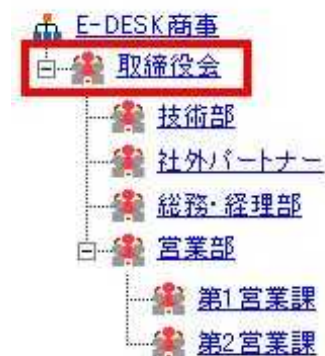 E-DESK商事
取締役会
技術部
社外パートナー
総務・経理部
営業部
第1営業課
第2営業課